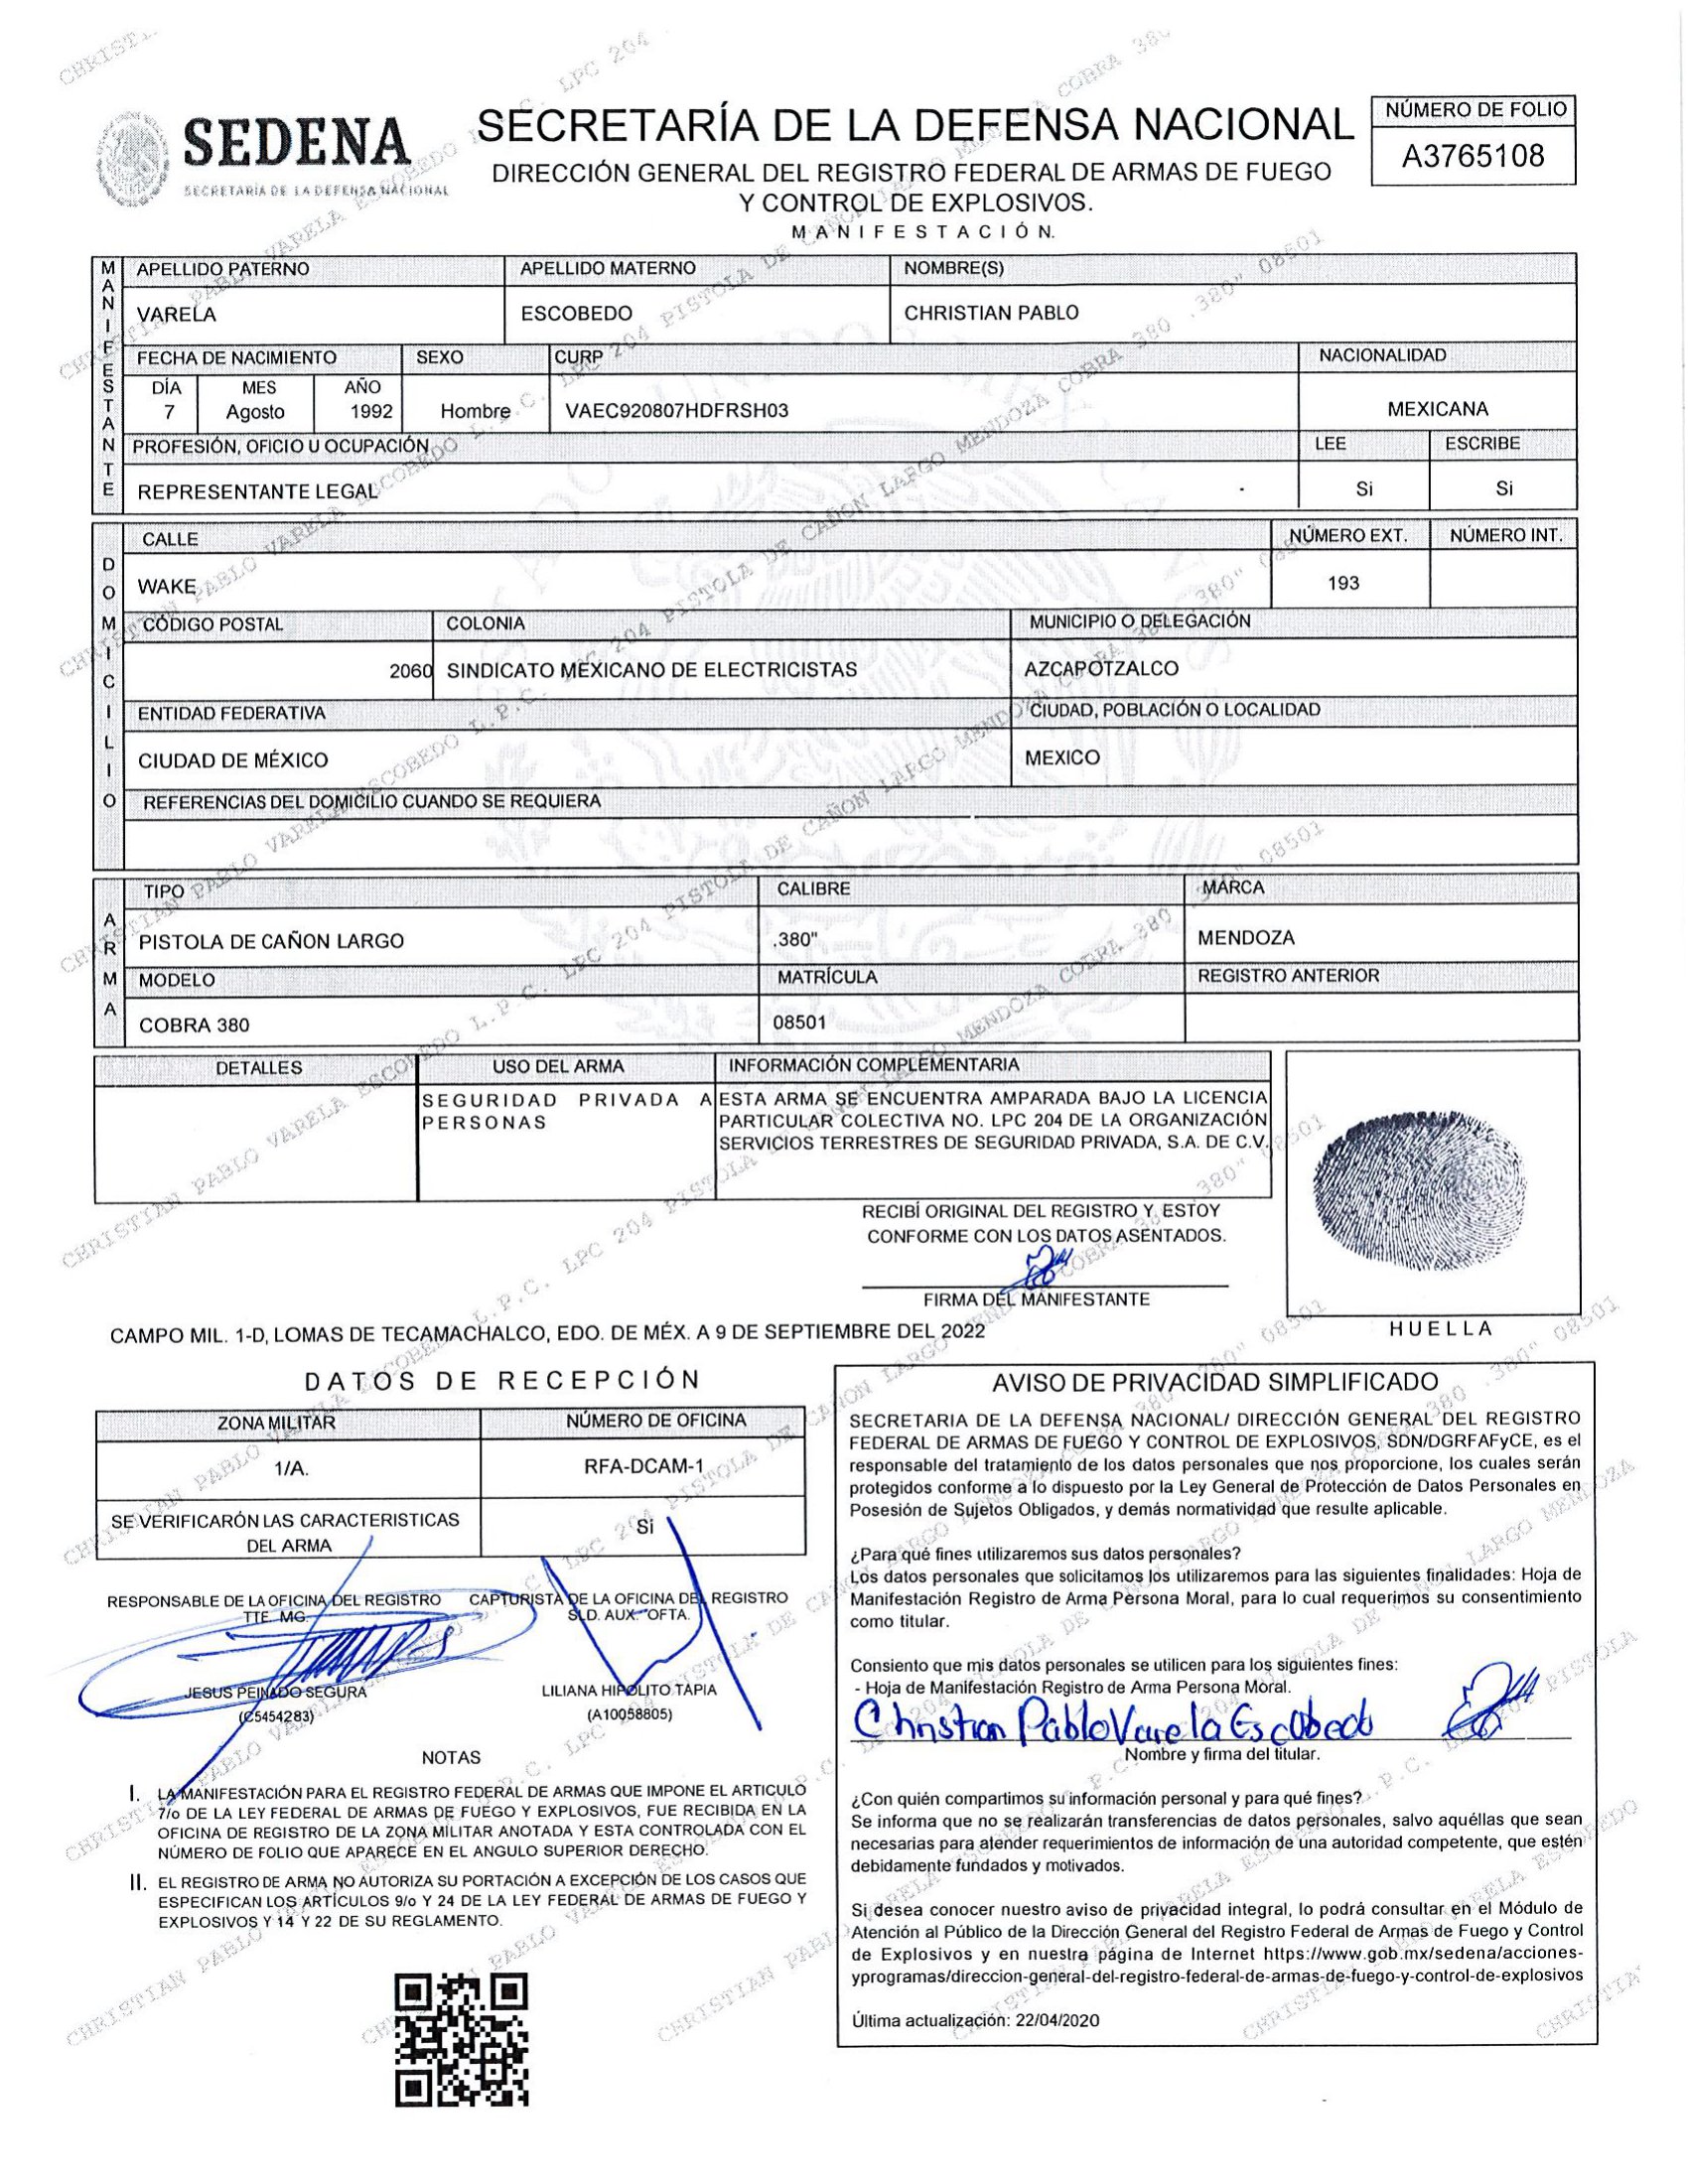 SEDENA
SECRETARÍA DE LA DEFENSA NACIONAL
SECRETARÍA DE LA DEFENSA NACIONAL
DIRECCIÓN GENERAL DEL REGISTRO FEDERAL DE ARMAS DE FUEGO
Y CONTROL DE EXPLOSIVOS.
MANIFESTACIÓN.
NÚMERO DE FOLIO
A3765108
MANIFESTANTE
APELLIDO PATERNO APELLIDO MATERNO NOMBRE(S)
VARELA ESCOBEDO CHRISTIAN PABLO
FECHA DE NACIMIENTO SEXO CURP NACIONALIDAD
DÍA MES AÑO
7 Agosto 1992 Hombre VAEC920807HDFRSH03 MEXICANA
PROFESIÓN, OFICIO U OCUPACIÓN LEE ESCRIBE
REPRESENTANTE LEGAL Si Si
DOMICILIO
CALLE NÚMERO EXT. NÚMERO INT.
WAKE 193
CÓDIGO POSTAL COLONIA MUNICIPIO O DELEGACIÓN
2060 SINDICATO MEXICANO DE ELECTRICISTAS AZCAPOTZALCO
ENTIDAD FEDERATIVA CIUDAD, POBLACIÓN O LOCALIDAD
CIUDAD DE MÉXICO MEXICO
REFERENCIAS DEL DOMICILIO CUANDO SE REQUIERA
ARMA
TIPO CALIBRE MARCA
PISTOLA DE CAÑON LARGO .380" MENDOZA
MODELO MATRÍCULA REGISTRO ANTERIOR
COBRA 380 08501
DETALLES USO DEL ARMA INFORMACIÓN COMPLEMENTARIA
SEGURIDAD PRIVADA A
PERSONAS
ESTA ARMA SE ENCUENTRA AMPARADA BAJO LA LICENCIA
PARTICULAR COLECTIVA NO. LPC 204 DE LA ORGANIZACIÓN
SERVICIOS TERRESTRES DE SEGURIDAD PRIVADA, S.A. DE C.V.
RECIBÍ ORIGINAL DEL REGISTRO Y ESTOY
CONFORME CON LOS DATOS ASENTADOS.
FIRMA DEL MANIFESTANTE
HUELLA
CAMPO MIL. 1-D, LOMAS DE TECAMACHALCO, EDO. DE MÉX. A 9 DE SEPTIEMBRE DEL 2022
DATOS DE RECEPCIÓN
ZONA MILITAR NÚMERO DE OFICINA
1/A. RFA-DCAM-1
SE VERIFICARÓN LAS CARACTERISTICAS
DEL ARMA
Si
RESPONSABLE DE LA OFICINA DEL REGISTRO
TTE. MG.
JESUS PEINADO SEGURA
(C5454283)
CAPTURISTA DE LA OFICINA DEL REGISTRO
SLD. AUX. OFTA.
LILIANA HIPOLITO TAPIA
(A10058805)
NOTAS
I. LA MANIFESTACIÓN PARA EL REGISTRO FEDERAL DE ARMAS QUE IMPONE EL ARTICULO
7/o DE LA LEY FEDERAL DE ARMAS DE FUEGO Y EXPLOSIVOS, FUE RECIBIDA EN LA
OFICINA DE REGISTRO DE LA ZONA MILITAR ANOTADA Y ESTA CONTROLADA CON EL
NÚMERO DE FOLIO QUE APARECE EN EL ANGULO SUPERIOR DERECHO.
II. EL REGISTRO DE ARMA NO AUTORIZA SU PORTACIÓN A EXCEPCIÓN DE LOS CASOS QUE
ESPECIFICAN LOS ARTÍCULOS 9/o Y 24 DE LA LEY FEDERAL DE ARMAS DE FUEGO Y
EXPLOSIVOS Y 14 Y 22 DE SU REGLAMENTO.
AVISO DE PRIVACIDAD SIMPLIFICADO
SECRETARIA DE LA DEFENSA NACIONAL/ DIRECCIÓN GENERAL DEL REGISTRO
FEDERAL DE ARMAS DE FUEGO Y CONTROL DE EXPLOSIVOS, SDN/DGRFAFyCE, es el
responsable del tratamiento de los datos personales que nos proporcione, los cuales serán
protegidos conforme a lo dispuesto por la Ley General de Protección de Datos Personales en
Posesión de Sujetos Obligados, y demás normatividad que resulte aplicable.
¿Para qué fines utilizaremos sus datos personales?
Los datos personales que solicitamos los utilizaremos para las siguientes finalidades: Hoja de
Manifestación Registro de Arma Persona Moral, para lo cual requerimos su consentimiento
como titular.
Consiento que mis datos personales se utilicen para los siguientes fines:
- Hoja de Manifestación Registro de Arma Persona Moral.
Christian Pablo Varela Escobedo
Nombre y firma del titular.
¿Con quién compartimos su información personal y para qué fines?
Se informa que no se realizarán transferencias de datos personales, salvo aquéllas que sean
necesarias para atender requerimientos de información de una autoridad competente, que estén
debidamente fundados y motivados.
Si desea conocer nuestro aviso de privacidad integral, lo podrá consultar en el Módulo de
Atención al Público de la Dirección General del Registro Federal de Armas de Fuego y Control
de Explosivos y en nuestra página de Internet https://www.gob.mx/sedena/acciones-
yprogramas/direccion-general-del-registro-federal-de-armas-de-fuego-y-control-de-explosivos
Última actualización: 22/04/2020
CHRISTIAN PABLO VARELA ESCOBEDO L.P.C. LPC 204 PISTOLA DE CAÑON LARGO MENDOZA COBRA 380 .380" 08501